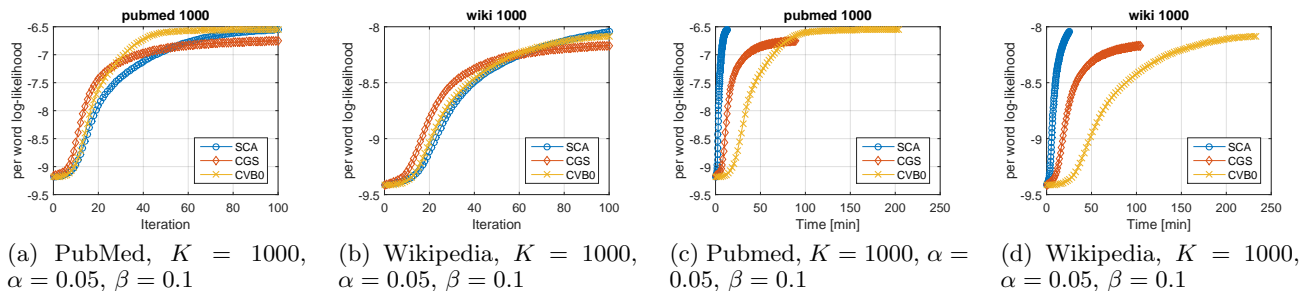 pubmed 1000
-6.5
-7
-7.5
-8
-8.5
-9
-9.5
per word log-likelihood
SCA
CGS
CVB0
0 20 40 60 80 100
Iteration
wiki 1000
-8
-8.5
-9
-9.5
per word log-likelihood
SCA
CGS
CVB0
0 20 40 60 80 100
Iteration
pubmed 1000
-6.5
-7
-7.5
-8
-8.5
-9
-9.5
per word log-likelihood
SCA
CGS
CVB0
0 50 100 150 200 250
Time [min]
wiki 1000
-8
-8.5
-9
-9.5
per word log-likelihood
SCA
CGS
CVB0
0 50 100 150 200 250
Time [min]
(a) PubMed, K = 1000,
α = 0.05, β = 0.1
(b) Wikipedia, K = 1000,
α = 0.05, β = 0.1
(c) Pubmed, K = 1000, α =
0.05, β = 0.1
(d) Wikipedia, K = 1000,
α = 0.05, β = 0.1